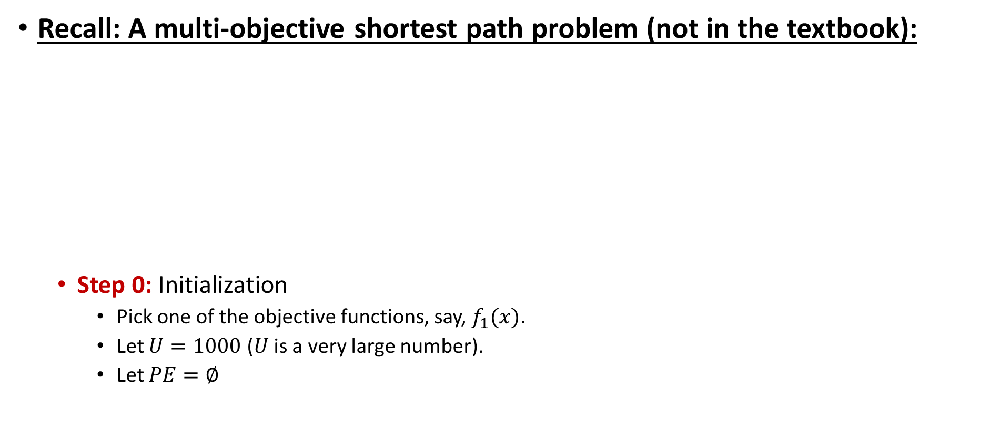 • Recall: A multi-objective shortest path problem (not in the textbook):
• Step 0: Initialization
• Pick one of the objective functions, say, 𝑓₁(𝑥).
• Let 𝑈 = 1000 (𝑈 is a very large number).
• Let 𝑃𝐸 = ∅